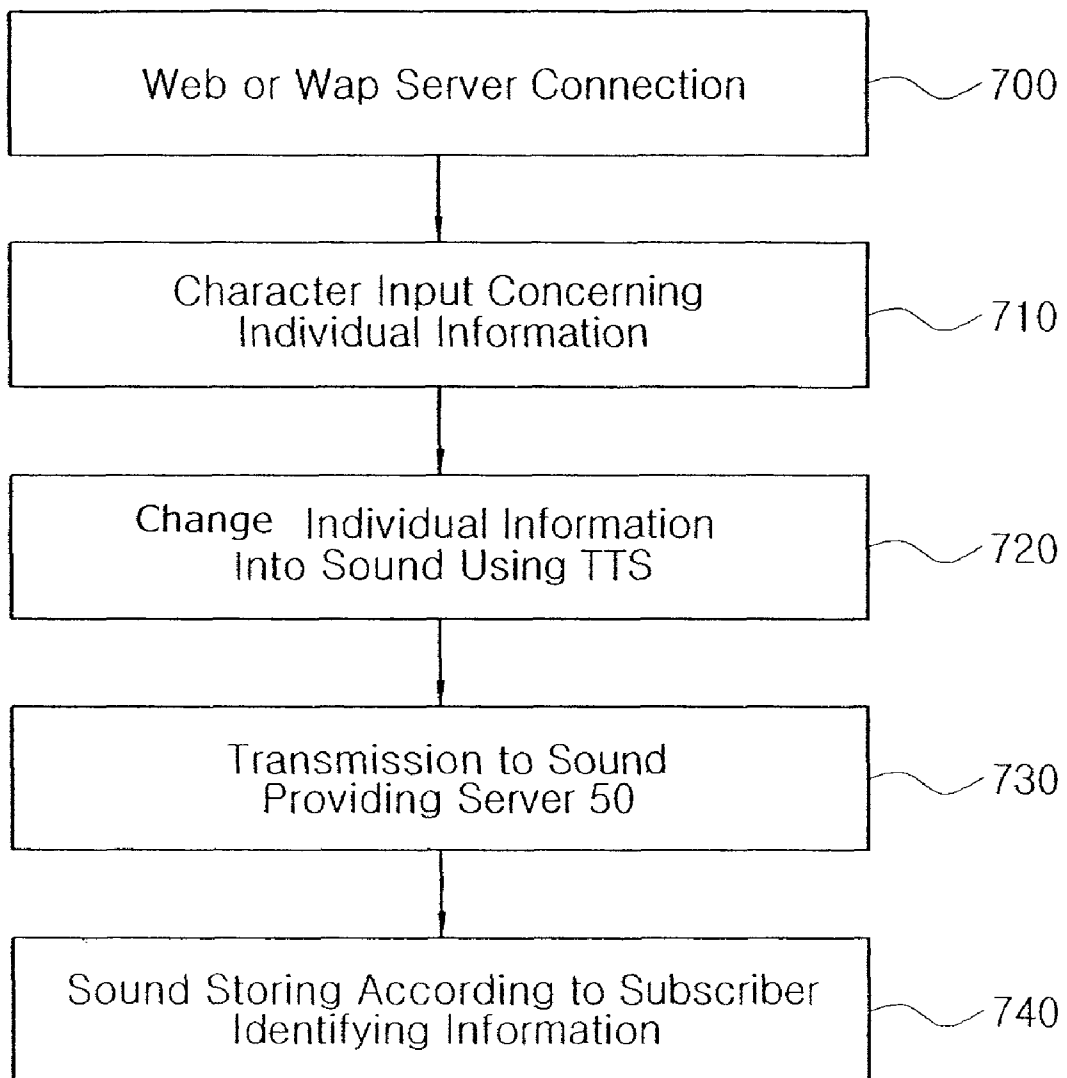 Web or Wap Server Connection
700
Character Input Concerning
Individual Information
710
Change Individual Information
Into Sound Using TTS
720
Transmission to Sound
Providing Server 50
730
Sound Storing According to Subscriber
Identifying Information
740